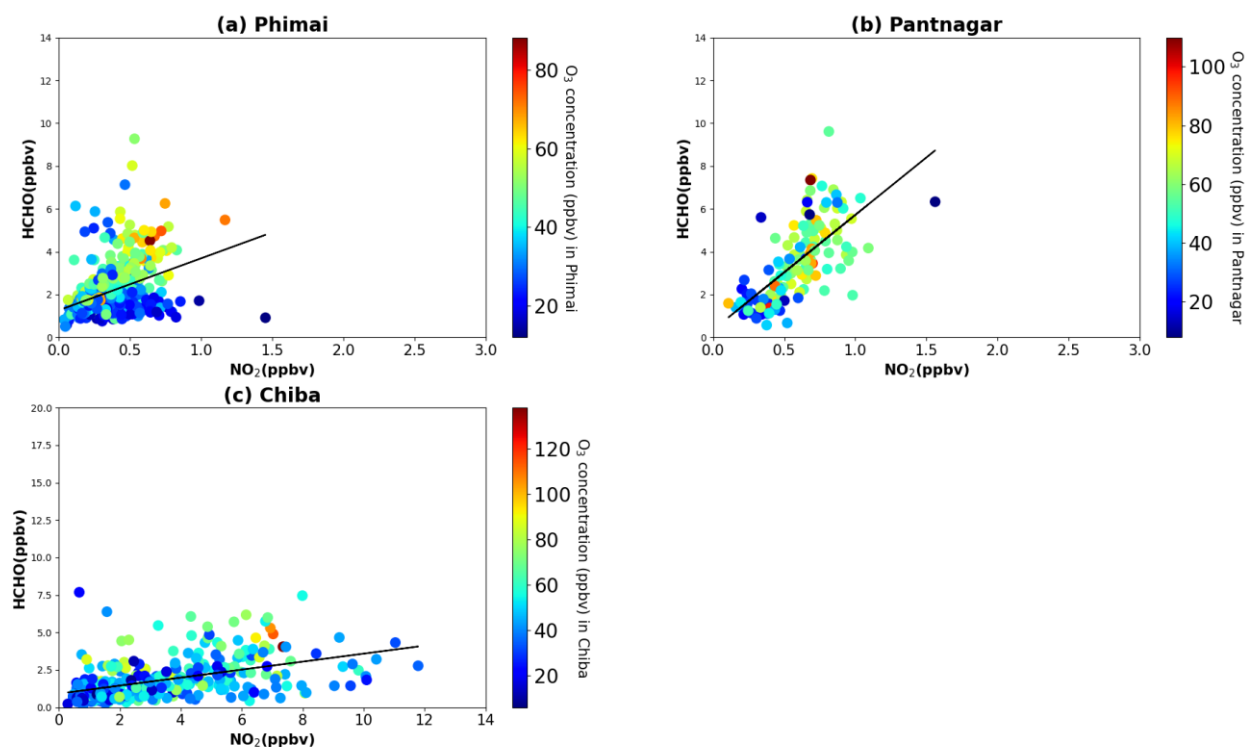 (a) Phimai
14
12
10
8
6
4
2
0
HCHO(ppbv)
0.0 0.5 1.0 1.5 2.0 2.5 3.0
NO₂(ppbv)
80
60
40
20
O₃ concentration (ppbv) in Phimai
(b) Pantnagar
14
12
10
8
6
4
2
0
HCHO(ppbv)
0.0 0.5 1.0 1.5 2.0 2.5 3.0
NO₂(ppbv)
100
80
60
40
20
O₃ concentration (ppbv) in Pantnagar
(c) Chiba
20.0
17.5
15.0
12.5
10.0
7.5
5.0
2.5
0.0
HCHO(ppbv)
0 2 4 6 8 10 12 14
NO₂(ppbv)
120
100
80
60
40
20
O₃ concentration (ppbv) in Chiba